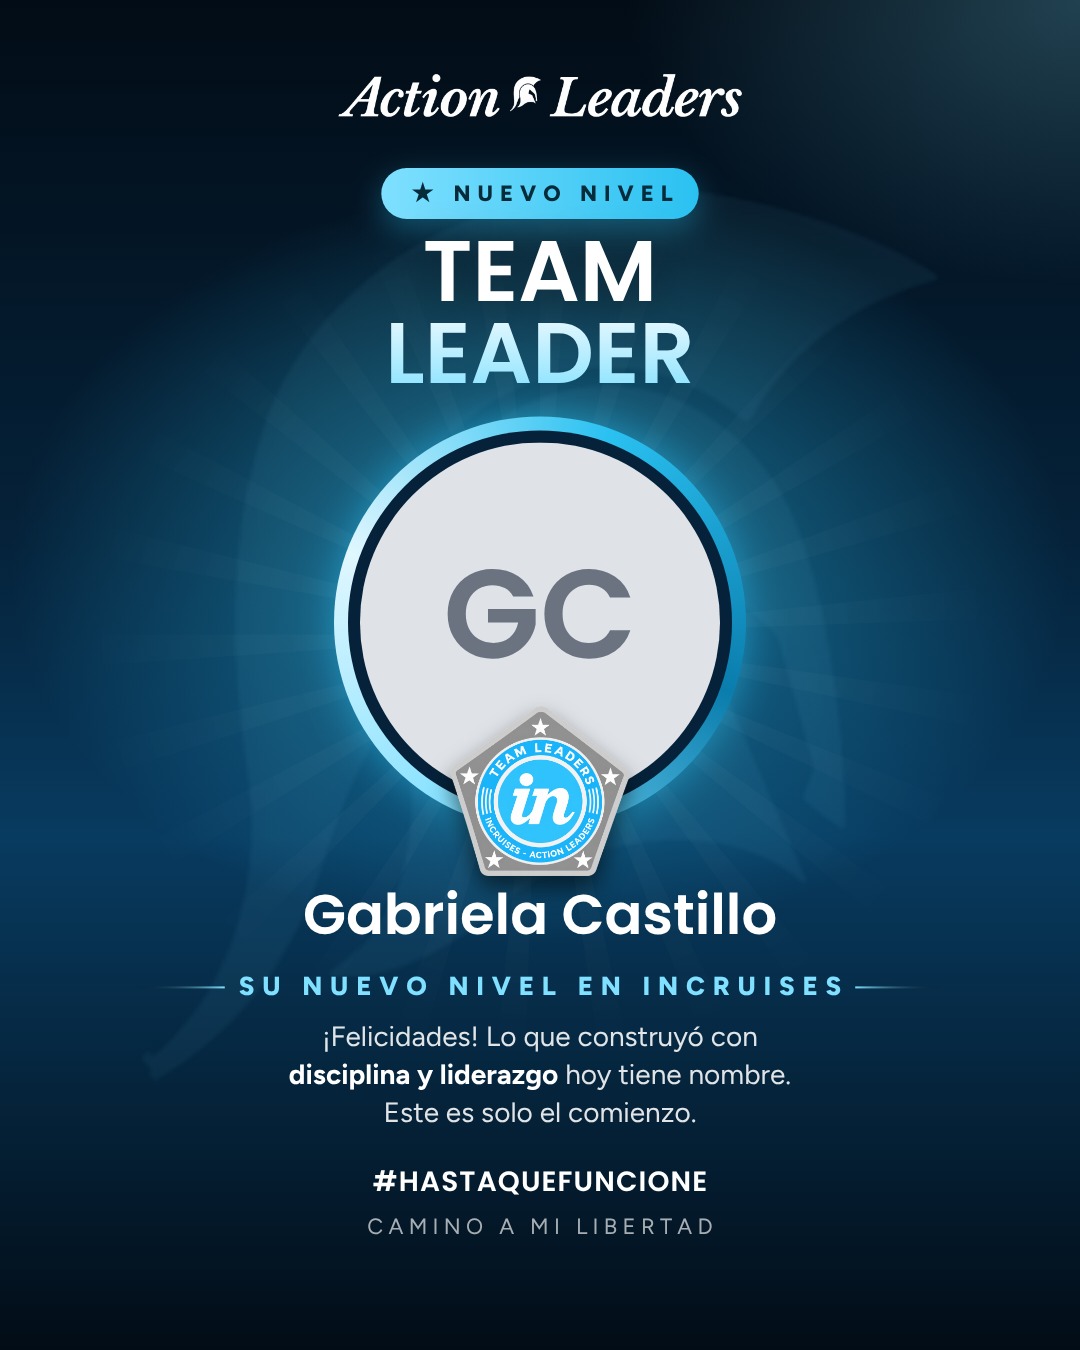 Action Leaders
★ NUEVO NIVEL
TEAM
LEADER
GC
TEAM LEADERS
in
INCRUISES - ACTION LEADERS
Gabriela Castillo
SU NUEVO NIVEL EN INCRUISES
¡Felicidades! Lo que construyó con
disciplina y liderazgo hoy tiene nombre.
Este es solo el comienzo.
#HASTAQUEFUNCIONE
CAMINO A MI LIBERTAD